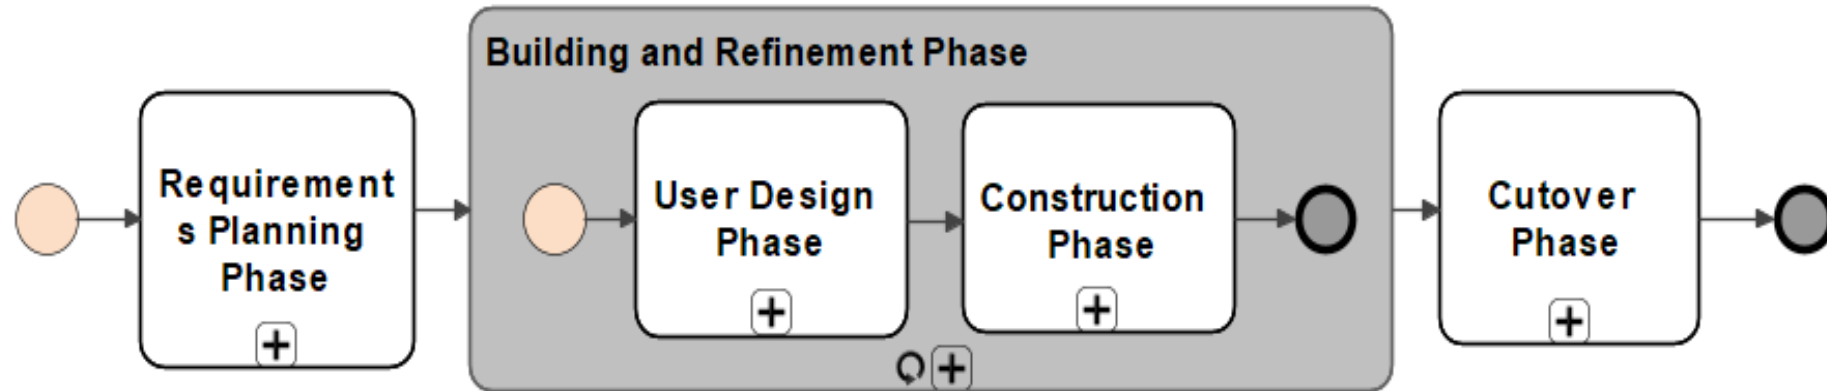 Building and Refinement Phase
Requirement
s Planning
Phase
User Design
Phase
Construction
Phase
Cutover
Phase